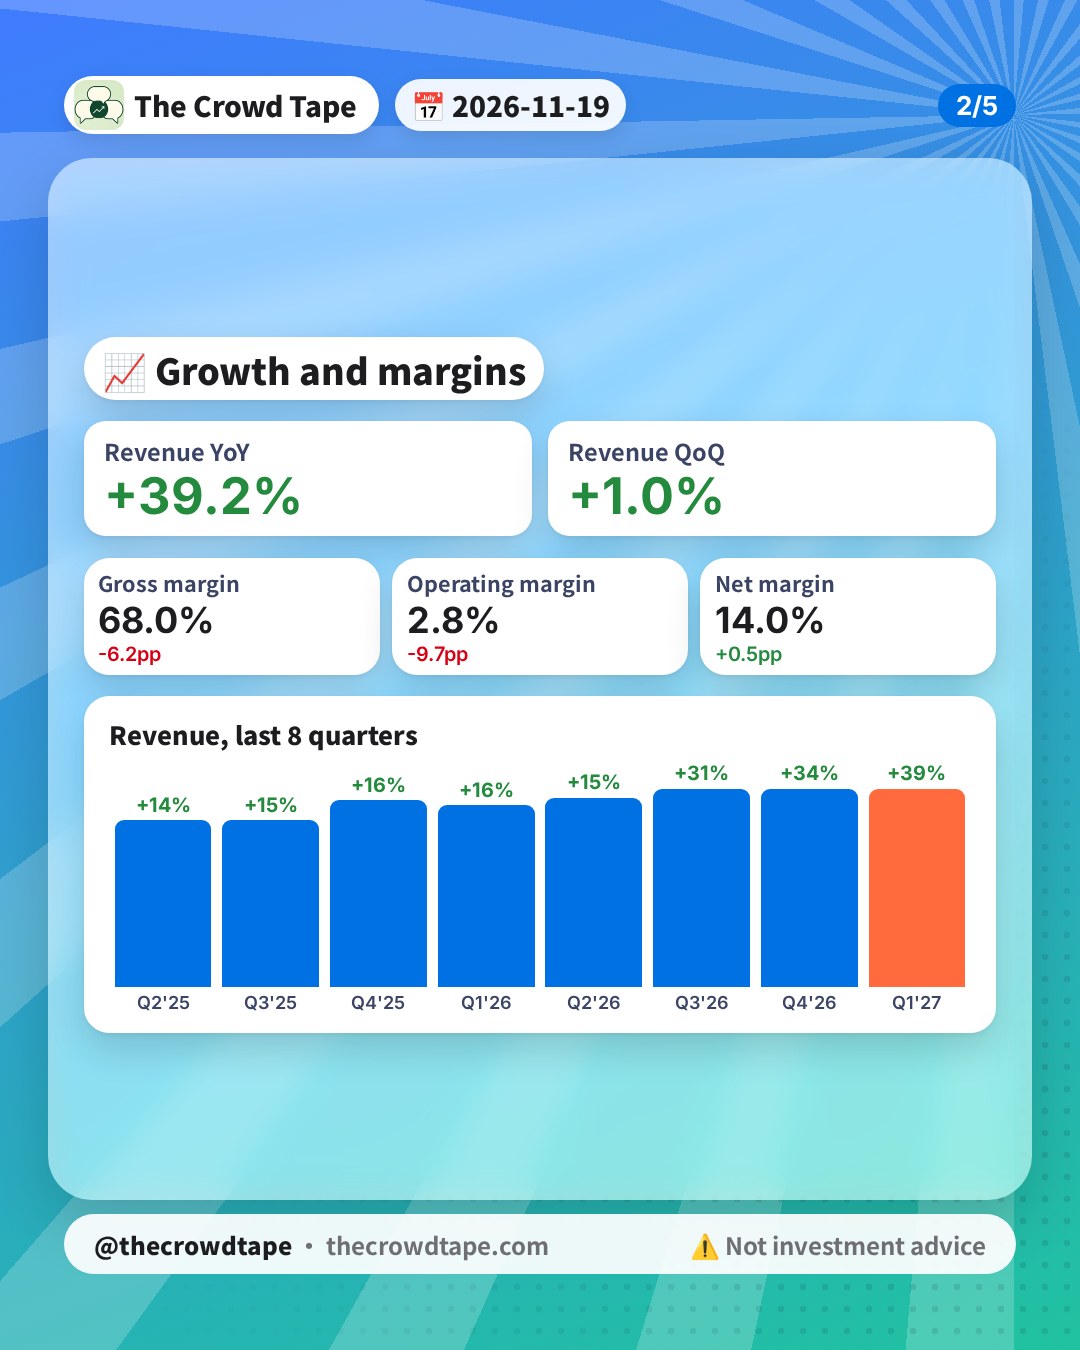 The Crowd Tape
2026-11-19
2/5
Growth and margins
Revenue YoY
+39.2%
Revenue QoQ
+1.0%
Gross margin
68.0%
-6.2pp
Operating margin
2.8%
-9.7pp
Net margin
14.0%
+0.5pp
Revenue, last 8 quarters
+14% +15% +16% +16% +15% +31% +34% +39%
Q2'25 Q3'25 Q4'25 Q1'26 Q2'26 Q3'26 Q4'26 Q1'27
@thecrowdtape • thecrowdtape.com
⚠️ Not investment advice